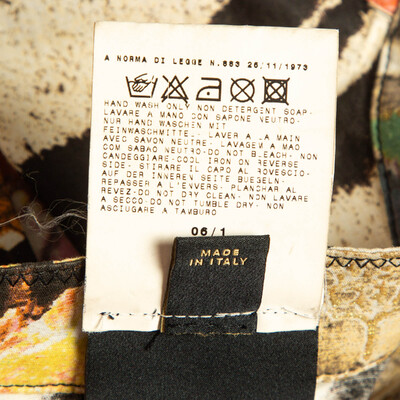 A NORMA DI LEGGE N.883 26/11/1973
HAND WASH ONLY NON DETERGENT SOAP-
LAVARE A MANO CON SAPONE NEUTRO-
NUR HAND WASCHEN MIT
FEINWASCHMITTEL- LAVER A LA MAIN
AVEC SAVON NEUTRE- LAVAGEM A MAO
COM SABAO NEUTRO-DO NOT BLEACH- NON
CANDEGGIARE-COOL IRON ON REVERSE
SIDE- STIRARE IL CAPO AL ROVESCIO-
AUF DER INNEREN SEITE BUEGELN-
REPASSER A L'ENVERS- PLANCHAR AL
REVEZ-DO NOT DRY CLEAN- NON LAVARE
A SECCO-DO NOT TUMBLE DRY- NON
ASCIUGARE A TAMBURO
06/1
MADE
IN ITALY